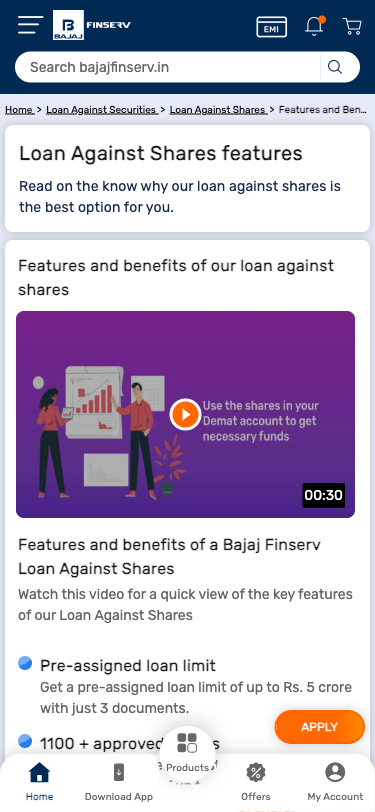 BAJAJ FINSERV
EMI
Search bajajfinserv.in
Home > Loan Against Securities > Loan Against Shares > Features and Ben...
Loan Against Shares features
Read on the know why our loan against shares is
the best option for you.
Features and benefits of our loan against
shares
Use the shares in your
Demat account to get
necessary funds
00:30
Features and benefits of a Bajaj Finserv
Loan Against Shares
Watch this video for a quick view of the key features
of our Loan Against Shares
Pre-assigned loan limit
Get a pre-assigned loan limit of up to Rs. 5 crore
with just 3 documents.
APPLY
1100 + approved
Products
Home
Download App
Offers
My Account